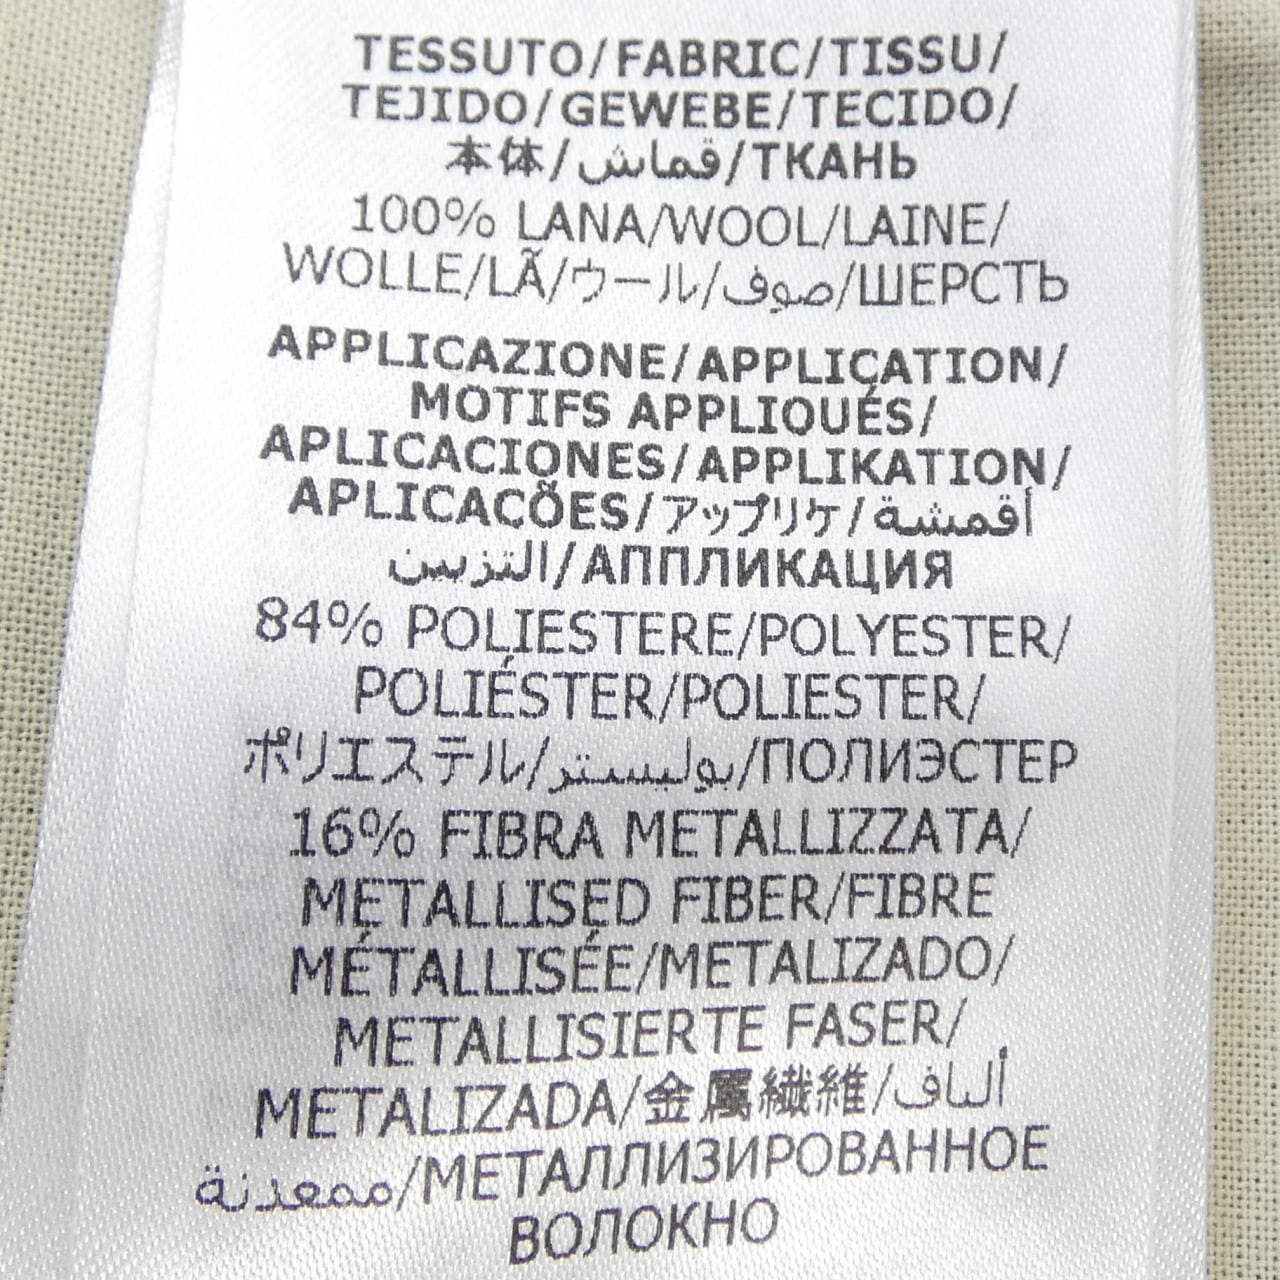 TESSUTO/FABRIC/TISSU/
TEJIDO/GEWEBE/TECIDO/
本体/قماش/ТКАНЬ
100% LANA/WOOL/LAINE/
WOLLE/LÃ/ウール/صوف/ШЕРСТЬ
APPLICAZIONE/APPLICATION/
MOTIFS APPLIQUÉS/
APLICACIONES/APPLIKATION/
APLICACÕES/アップリケ/أقمشة
التزيين/АППЛИКАЦИЯ
84% POLIESTERE/POLYESTER/
POLIÉSTER/POLIESTER/
ポリエステル/بوليستر/ПОЛИЭСТЕР
16% FIBRA METALLIZZATA/
METALLISED FIBER/FIBRE
MÉTALLISÉE/METALIZADO/
METALLISIERTE FASER/
METALIZADA/金属繊維/ألياف
ممعدنة/МЕТАЛЛИЗИРОВАННОЕ
ВОЛОКНО